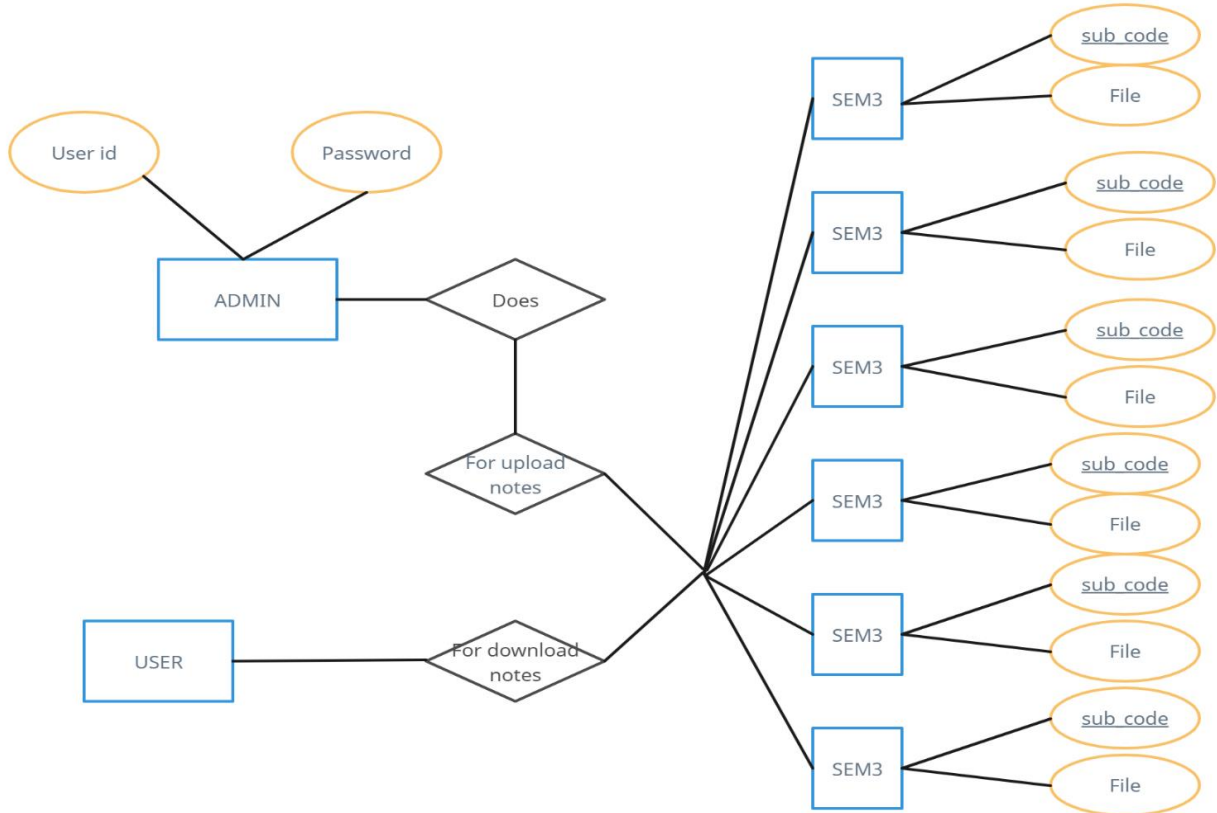 sub_code
SEM3
File
User id
Password
sub_code
SEM3
File
ADMIN
Does
sub_code
SEM3
File
For upload
notes
sub_code
SEM3
File
sub_code
SEM3
File
USER
For download
notes
sub_code
SEM3
File